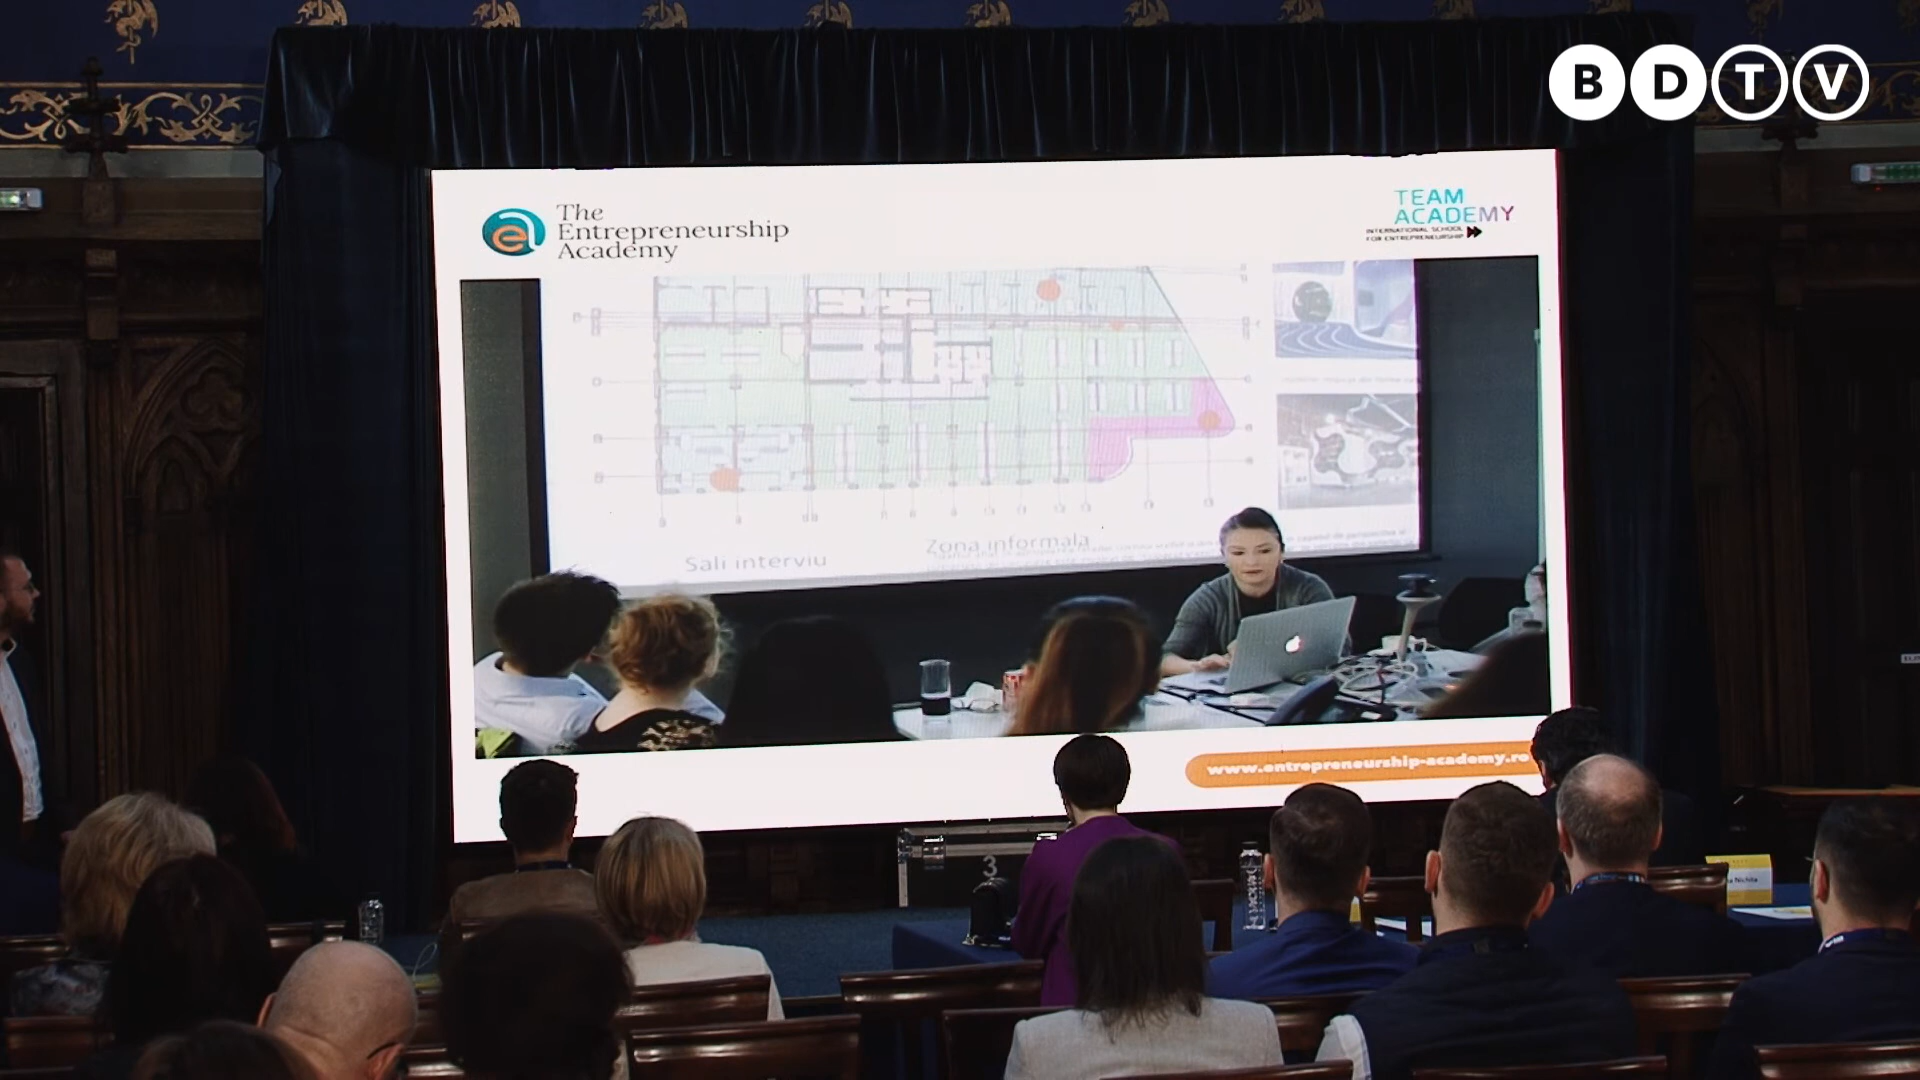 BDTV
The
Entrepreneurship
Academy
TEAM
ACADEMY
INTERNATIONAL SCHOOL
FOR ENTREPRENEURSHIP
Zona informala
Sali interviu
www.entrepreneurship-academy.ro
3